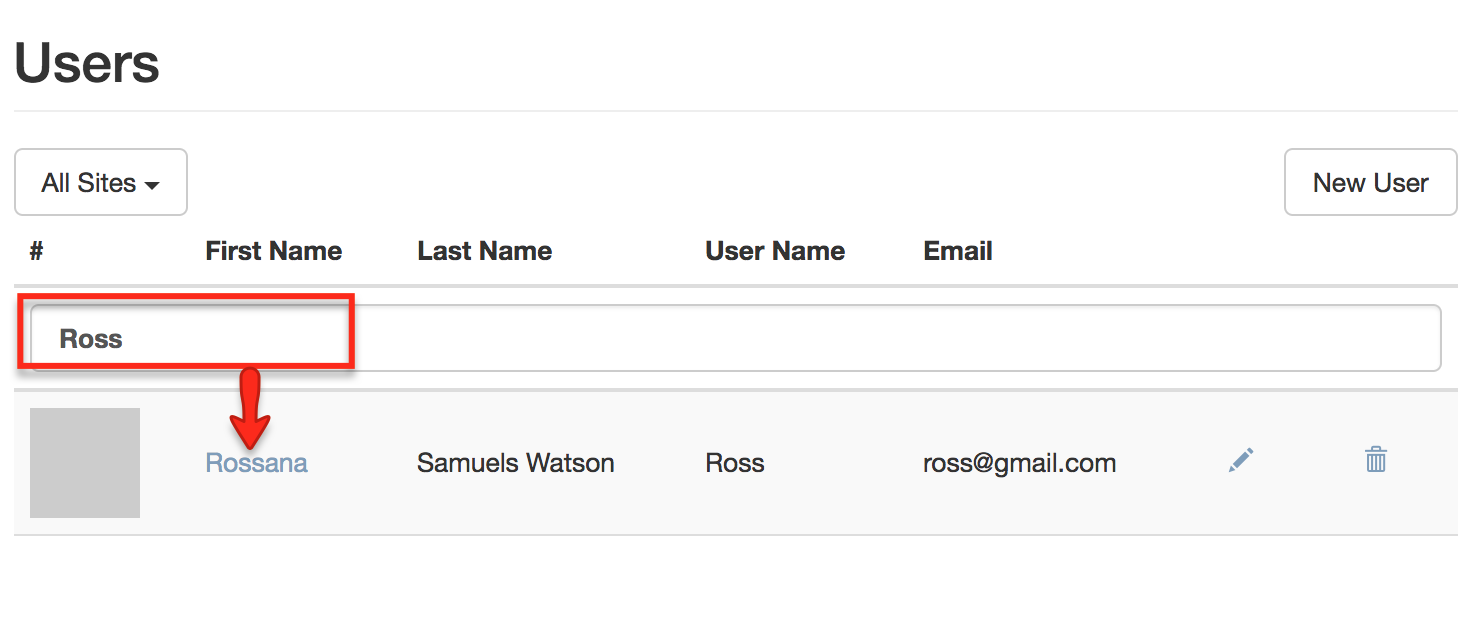 Users
All Sites New User
# First Name Last Name User Name Email
Ross
Rossana Samuels Watson Ross ross@gmail.com